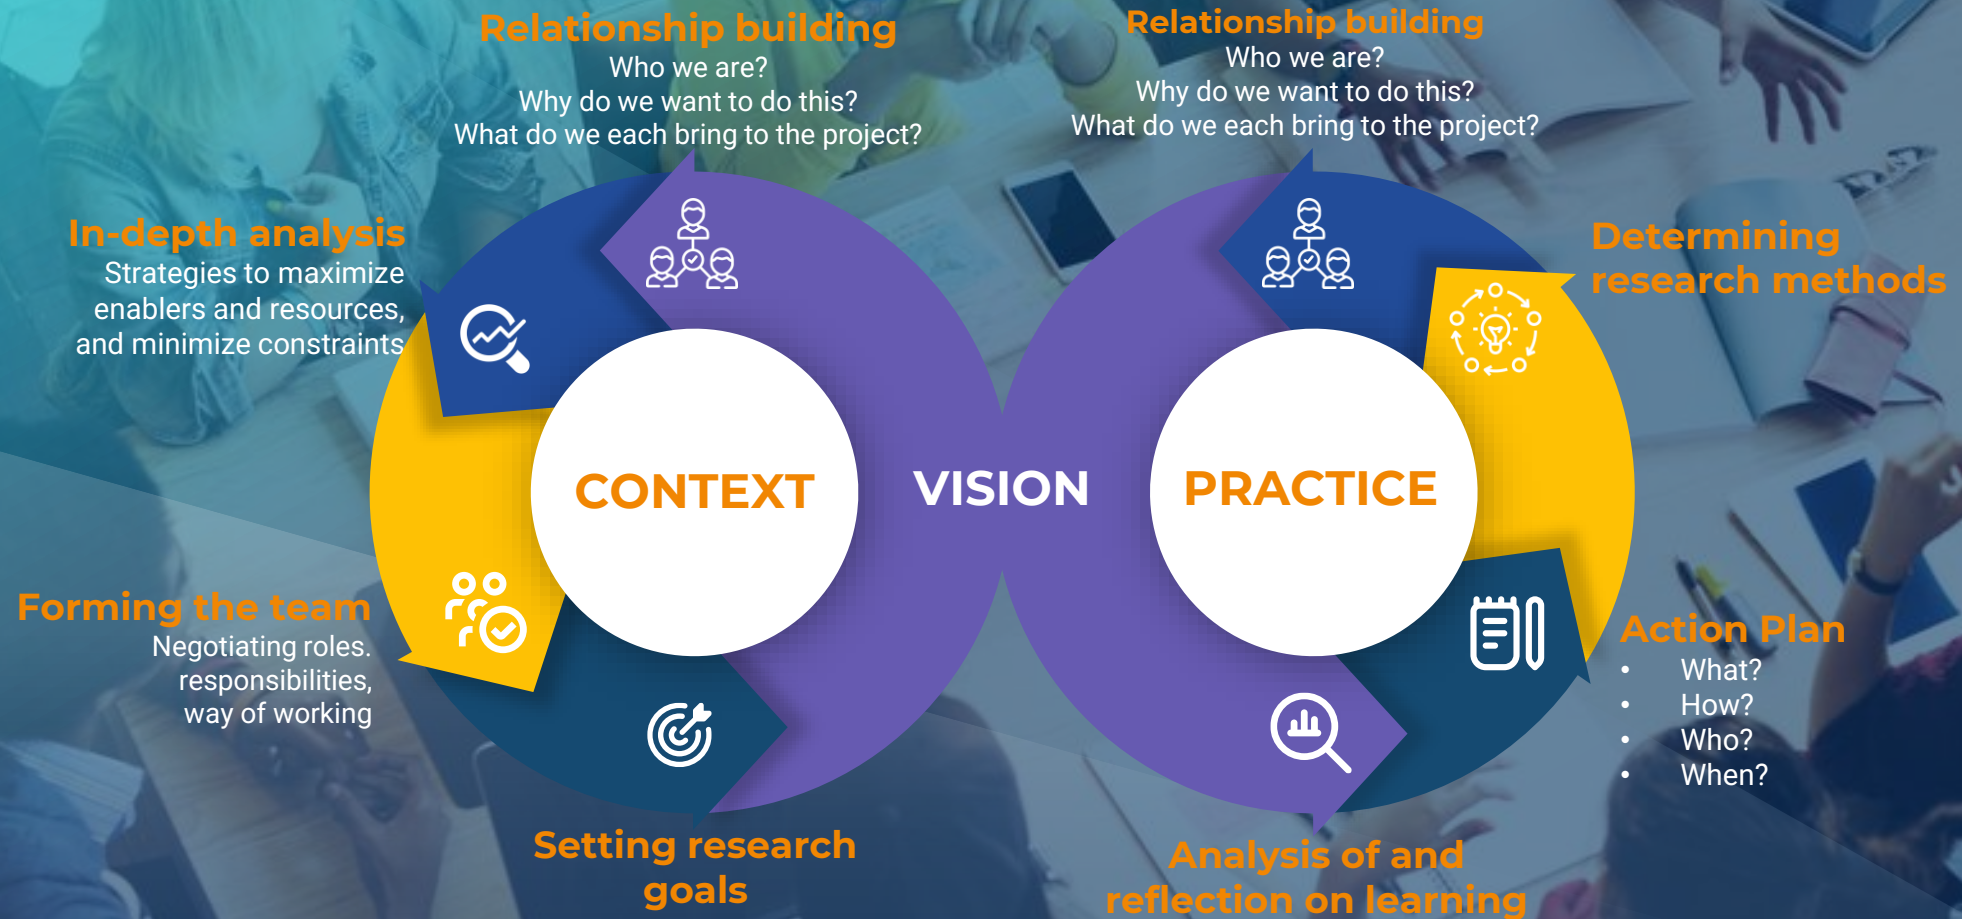 Relationship building
Who we are?
Why do we want to do this?
What do we each bring to the project?
Relationship building
Who we are?
Why do we want to do this?
What do we each bring to the project?
In-depth analysis
Strategies to maximize
enablers and resources,
and minimize constraints
Determining
research methods
CONTEXT
VISION
PRACTICE
Forming the team
Negotiating roles.
responsibilities,
way of working
Action Plan
• What?
• How?
• Who?
• When?
Setting research
goals
Analysis of and
reflection on learning